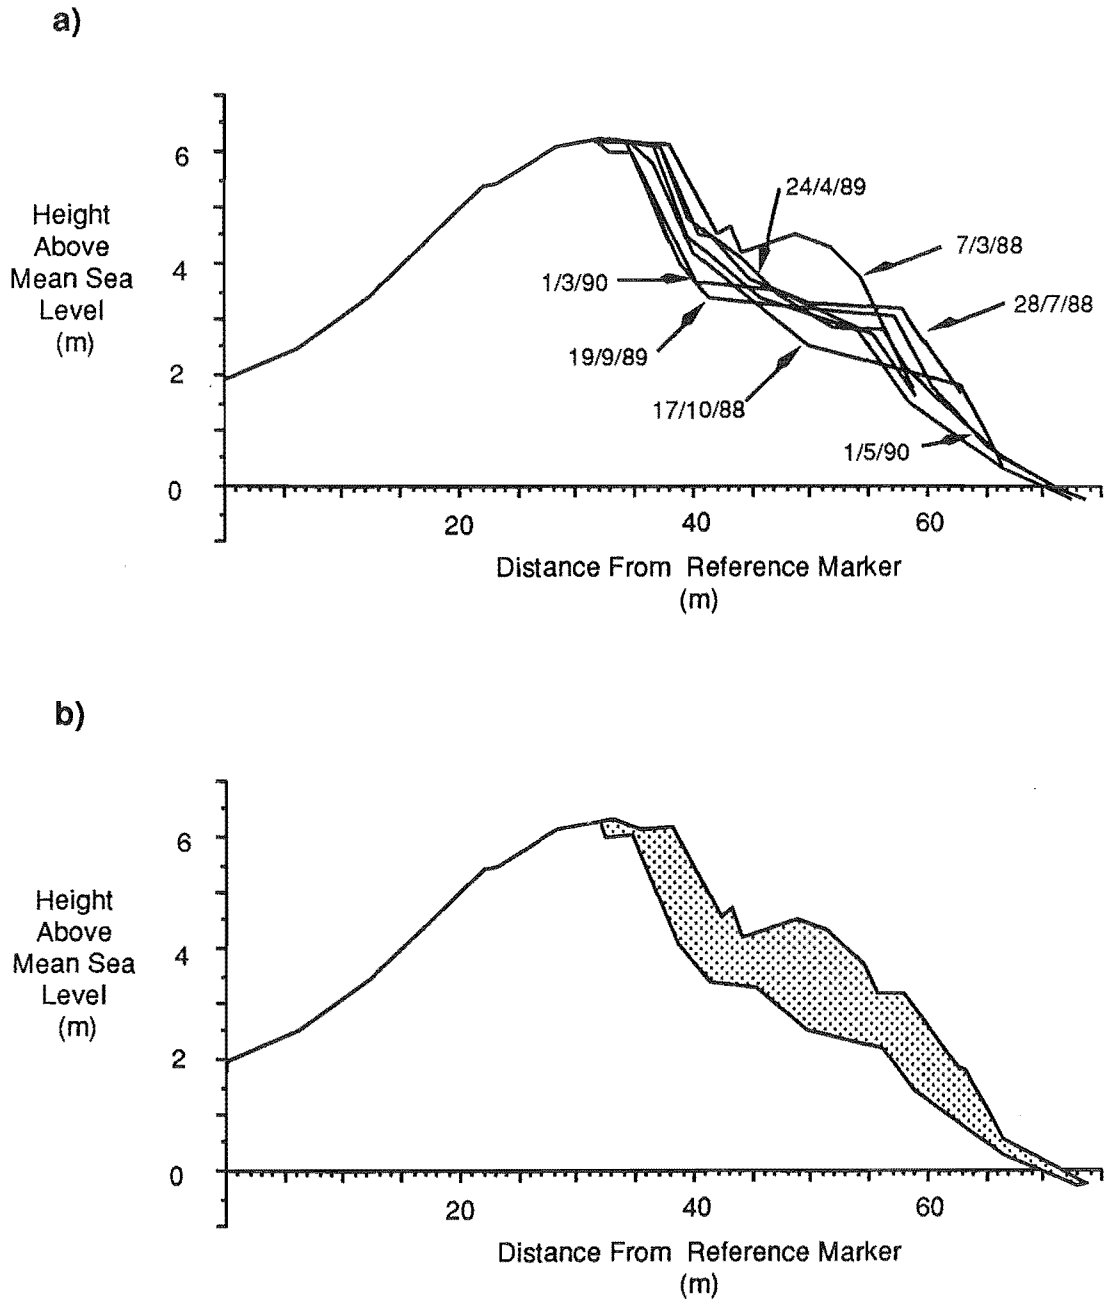 a)
6
4
2
0
Height
Above
Mean Sea
Level
(m)
24/4/89
7/3/88
28/7/88
1/3/90
19/9/89
17/10/88
1/5/90
20
40
60
Distance From Reference Marker
(m)
b)
6
4
2
0
Height
Above
Mean Sea
Level
(m)
20
40
60
Distance From Reference Marker
(m)